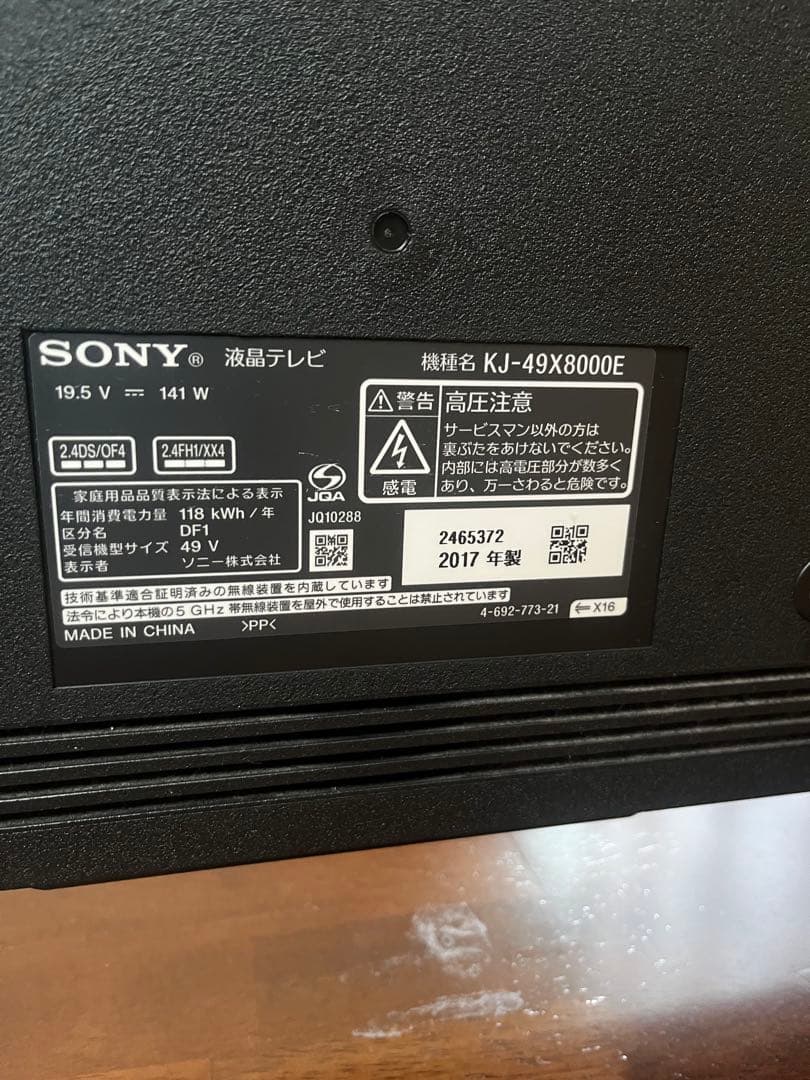 SONY® 液晶テレビ 機種名 KJ-49X8000E
19.5 V ⎓ 141 W
2.4DS/OF4 2.4FH1/XX4
警告 高圧注意
感電
サービスマン以外の方は
裏ぶたをあけないでください。
内部には高電圧部分が数多く
あり、万一さわると危険です。
家庭用品品質表示法による表示
年間消費電力量 118 kWh / 年
区分名 DF1
受信機型サイズ 49 V
表示者 ソニー株式会社
JQA
JQ10288
2465372
2017 年製
技術基準適合証明済みの無線装置を内蔵しています
法令により本機の5 GHz 帯無線装置を屋外で使用することは禁止されています
MADE IN CHINA >PP<
4-692-773-21 X16